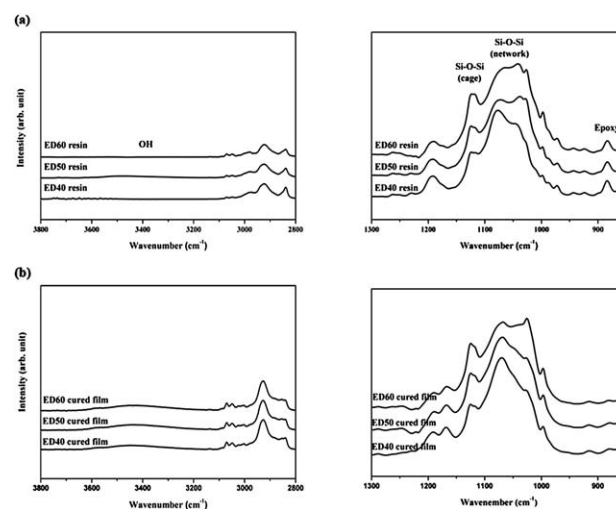 (a)
Si-O-Si
(network)
Si-O-Si
(cage)
Epoxy
ED60 resin
OH
ED50 resin
ED40 resin
Intensity (arb. unit)
3800 3600 3400 3200 3000 2800
Wavenumber (cm-1)
ED60 resin
ED50 resin
ED40 resin
1300 1200 1100 1000 900
Wavenumber (cm-1)
(b)
ED60 cured film
ED50 cured film
ED40 cured film
Intensity (arb. unit)
3800 3600 3400 3200 3000 2800
Wavenumber (cm-1)
ED60 cured film
ED50 cured film
ED40 cured film
1300 1200 1100 1000 900
Wavenember (cm-1)